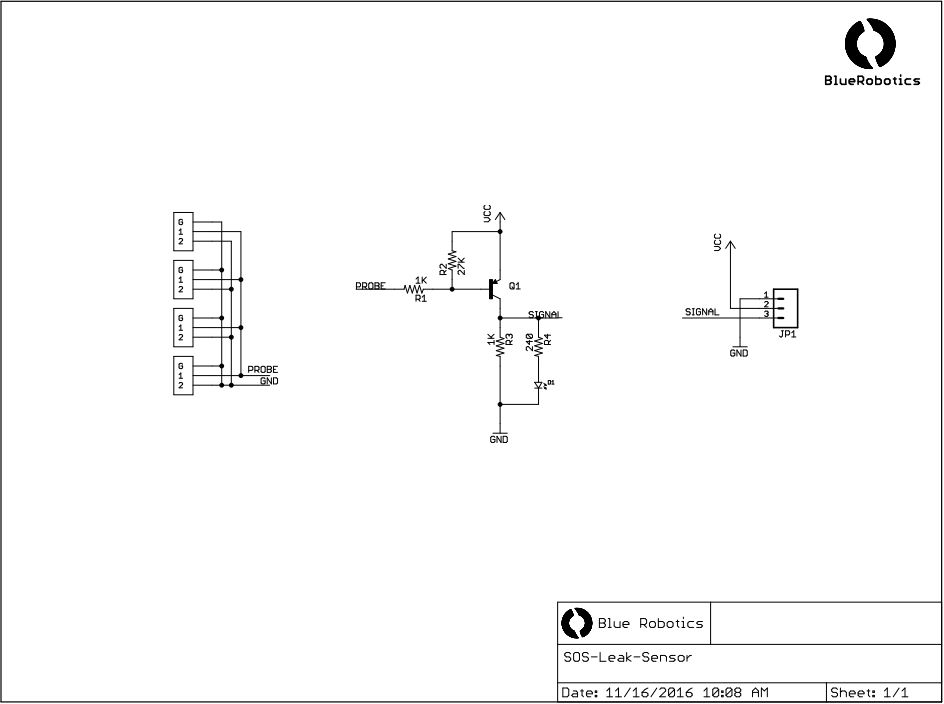 BlueRobotics
G
1
2
G
1
2
G
1
2
G
1
2
PROBE
GND
VCC
R2
27K
PROBE
1K
R1
Q1
SIGNAL
1K
R3
240
R4
D1
GND
VCC
SIGNAL
1
2
3
JP1
GND
Blue Robotics
SOS-Leak-Sensor
Date: 11/16/2016 10:08 AM
Sheet: 1/1